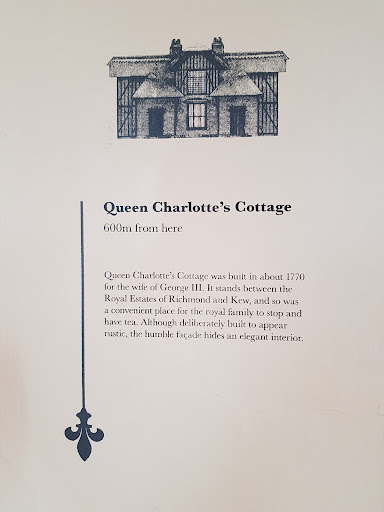 Queen Charlotte's Cottage
600m from here
Queen Charlotte's Cottage was built in about 1770
for the wife of George III. It stands between the
Royal Estates of Richmond and Kew, and so was
a convenient place for the royal family to stop and
have tea. Although deliberately built to appear
rustic, the humble façade hides an elegant interior.